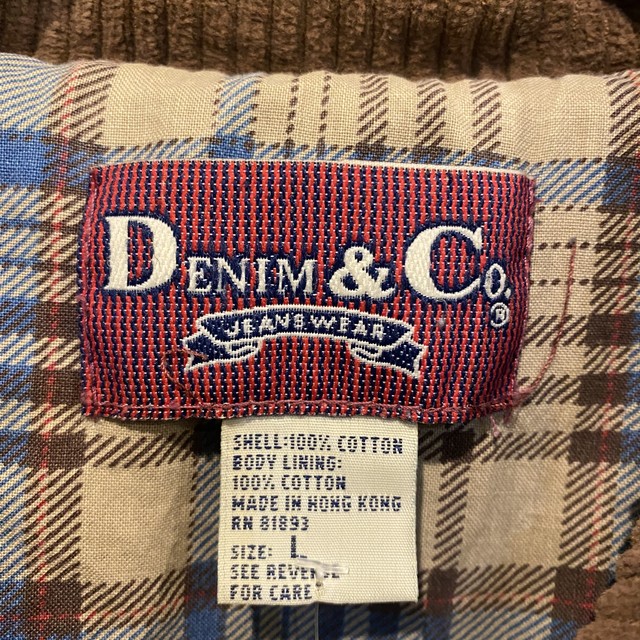 DENIM & CO.®
JEANSWEAR
SHELL:100% COTTON
BODY LINING:
100% COTTON
MADE IN HONG KONG
RN 81893
SIZE: L
SEE REVERSE
FOR CARE